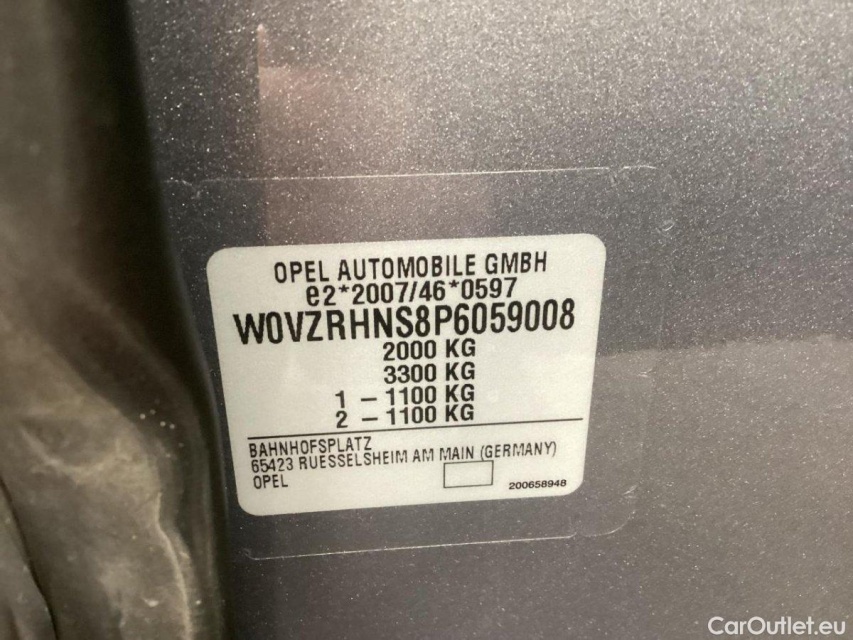 OPEL AUTOMOBILE GMBH
e2*2007/46*0597
W0VZRHNS8P6059008
2000 KG
3300 KG
1 – 1100 KG
2 – 1100 KG
BAHNHOFSPLATZ
65423 RUESSELSHEIM AM MAIN (GERMANY)
OPEL
200658948
CarOutlet.eu